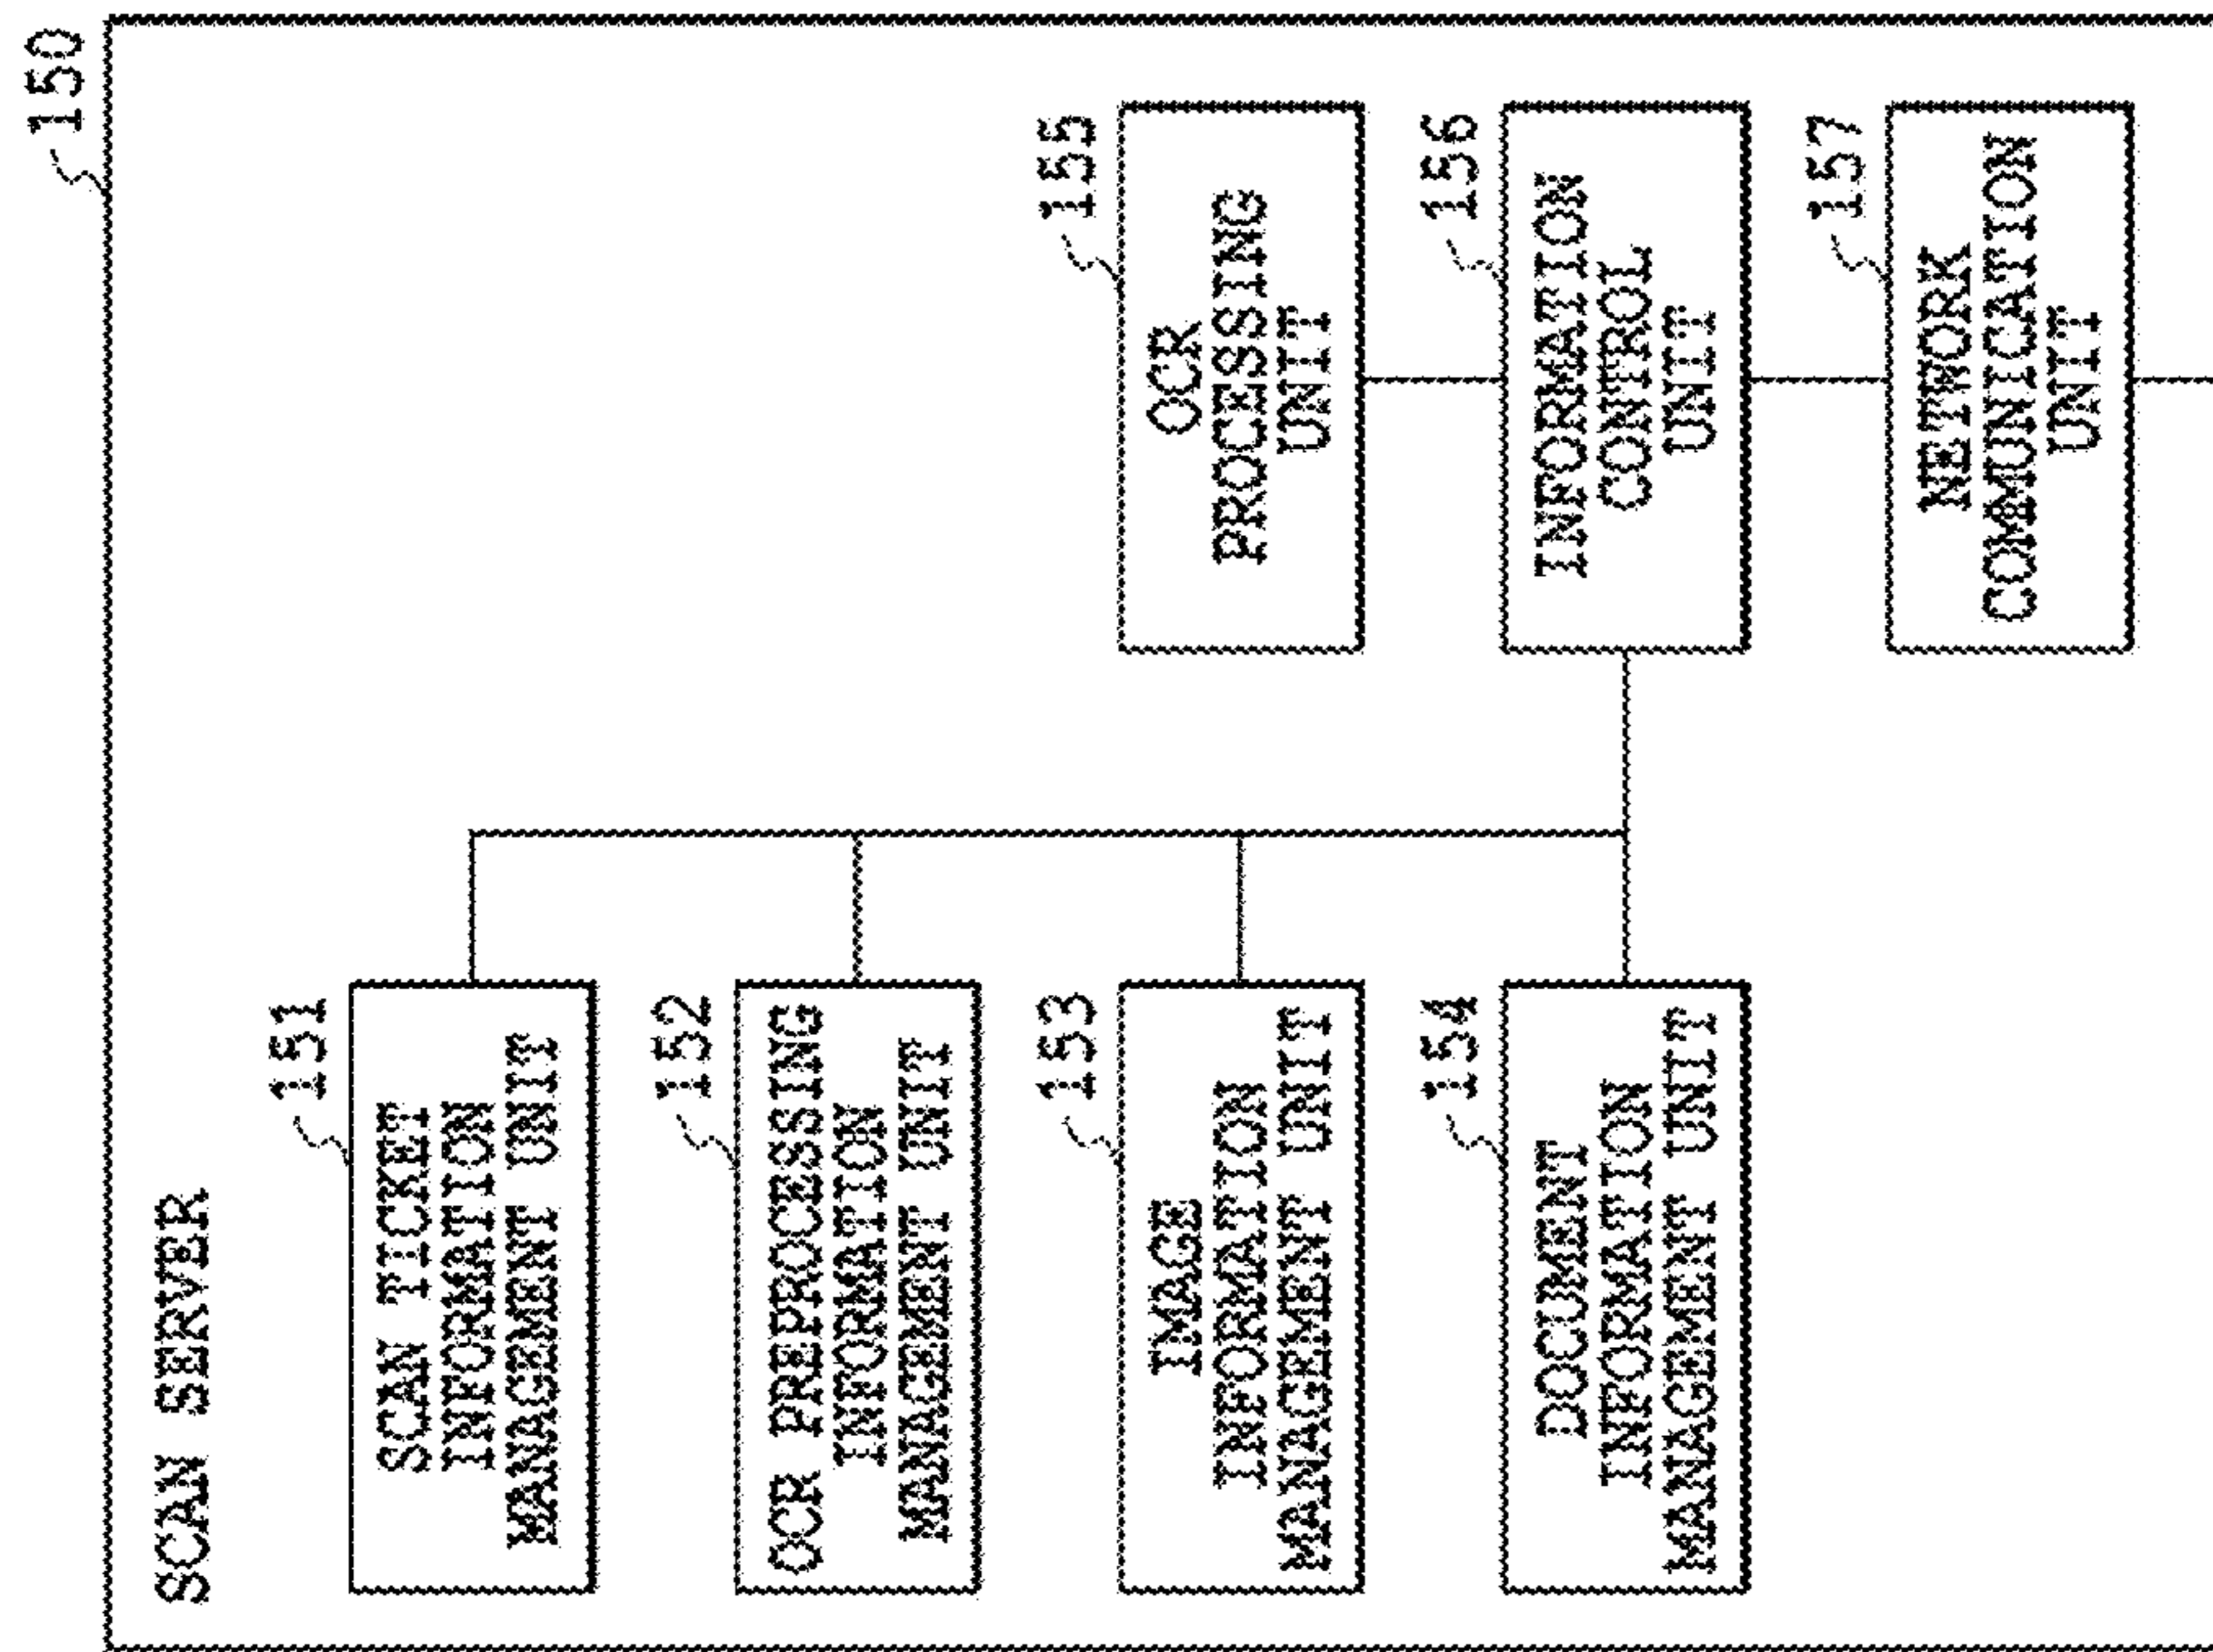 150
SCAN SERVER
151
SCAN TICKET
INFORMATION
MANAGEMENT UNIT
152
OCR PREPROCESSING
INFORMATION
MANAGEMENT UNIT
153
IMAGE
INFORMATION
MANAGEMENT UNIT
154
DOCUMENT
INFORMATION
MANAGEMENT UNIT
155
OCR
PROCESSING
UNIT
156
INFORMATION
CONTROL
UNIT
157
NETWORK
COMMUNICATION
UNIT